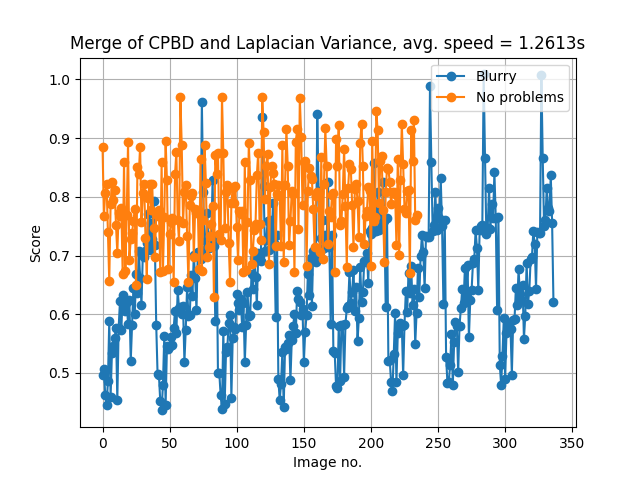 Merge of CPBD and Laplacian Variance, avg. speed = 1.2613s
Blurry
No problems
Score
1.0
0.9
0.8
0.7
0.6
0.5
0 50 100 150 200 250 300 350
Image no.